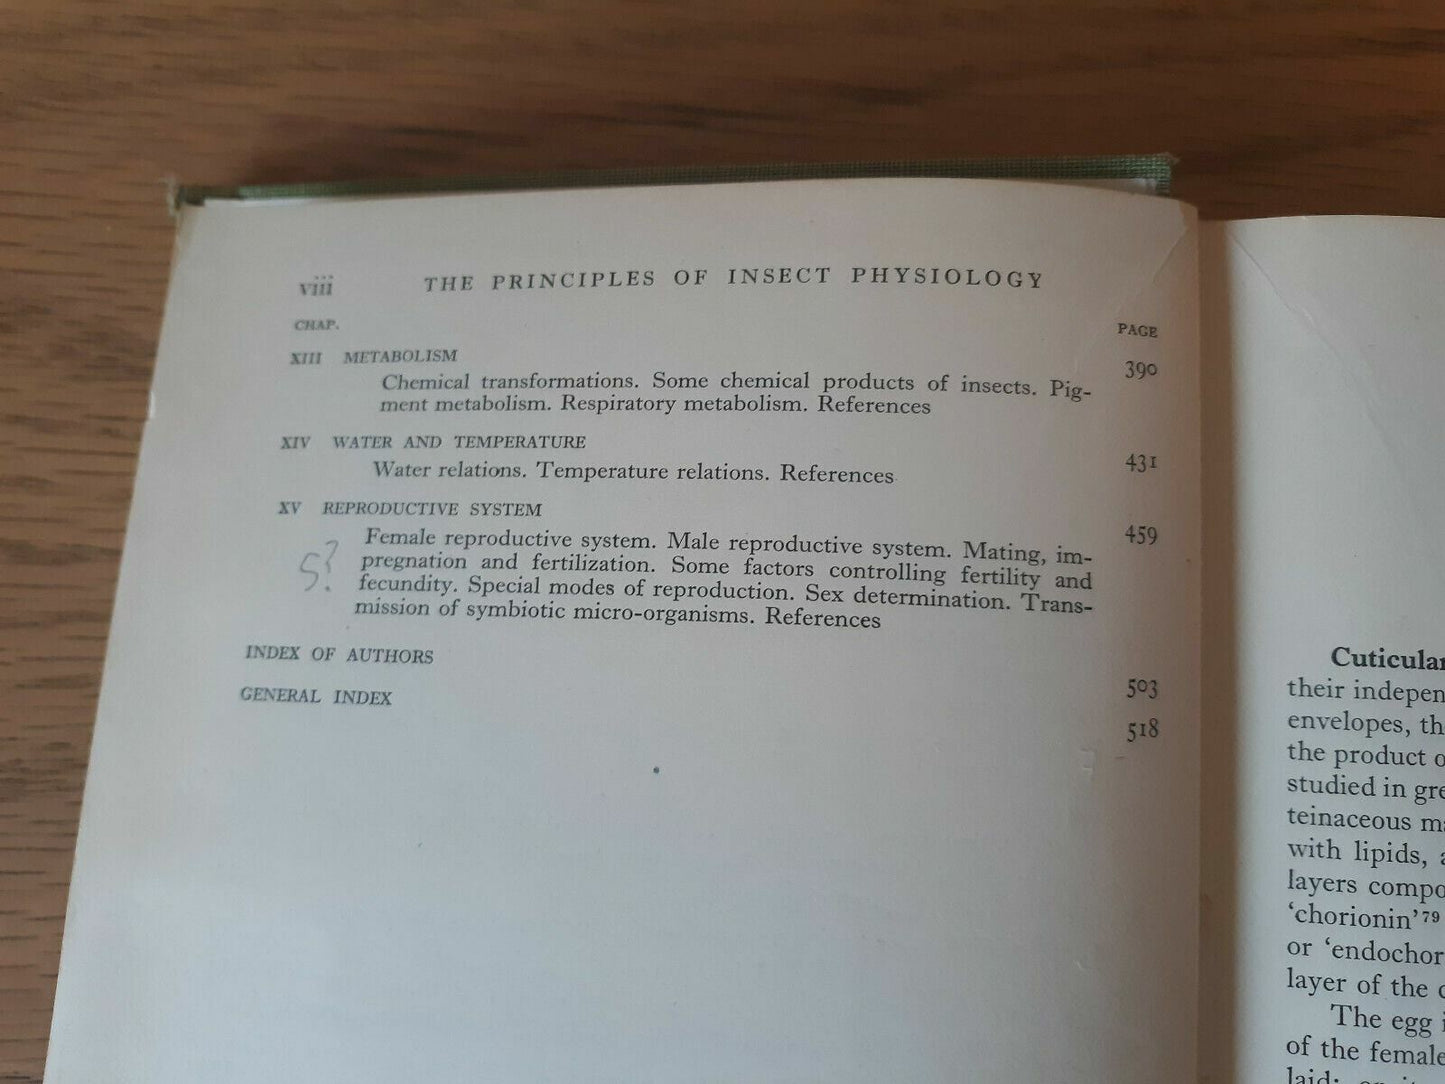 viii THE PRINCIPLES OF INSECT PHYSIOLOGY
CHAP. PAGE
XIII METABOLISM 390
Chemical transformations. Some chemical products of insects. Pig-
ment metabolism. Respiratory metabolism. References
XIV WATER AND TEMPERATURE 431
Water relations. Temperature relations. References
XV REPRODUCTIVE SYSTEM 459
Female reproductive system. Male reproductive system. Mating, im-
pregnation and fertilization. Some factors controlling fertility and
fecundity. Special modes of reproduction. Sex determination. Trans-
mission of symbiotic micro-organisms. References
5?
INDEX OF AUTHORS 503
GENERAL INDEX 518
Cuticular
their indepen
envelopes, th
the product o
studied in gre
teinaceous ma
with lipids, a
layers compo
'chorionin'79
or 'endochor
layer of the c
The egg i
of the female